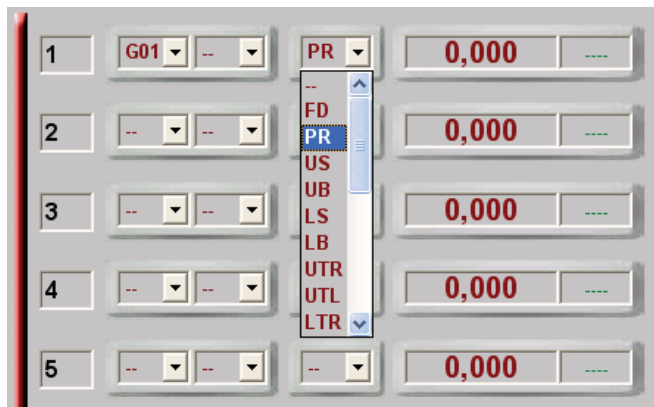 1 G01 -- PR 0,000 ----
--
FD
2 -- -- PR 0,000 ----
US
UB
3 -- -- LS 0,000 ----
LB
UTR
4 -- -- UTL 0,000 ----
LTR
5 -- -- -- 0,000 ----